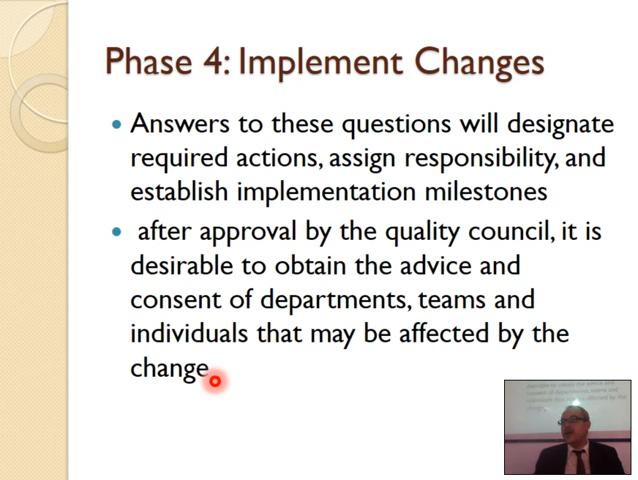 Phase 4: Implement Changes
Answers to these questions will designate
required actions, assign responsibility, and
establish implementation milestones
after approval by the quality council, it is
desirable to obtain the advice and
consent of departments, teams and
individuals that may be affected by the
change